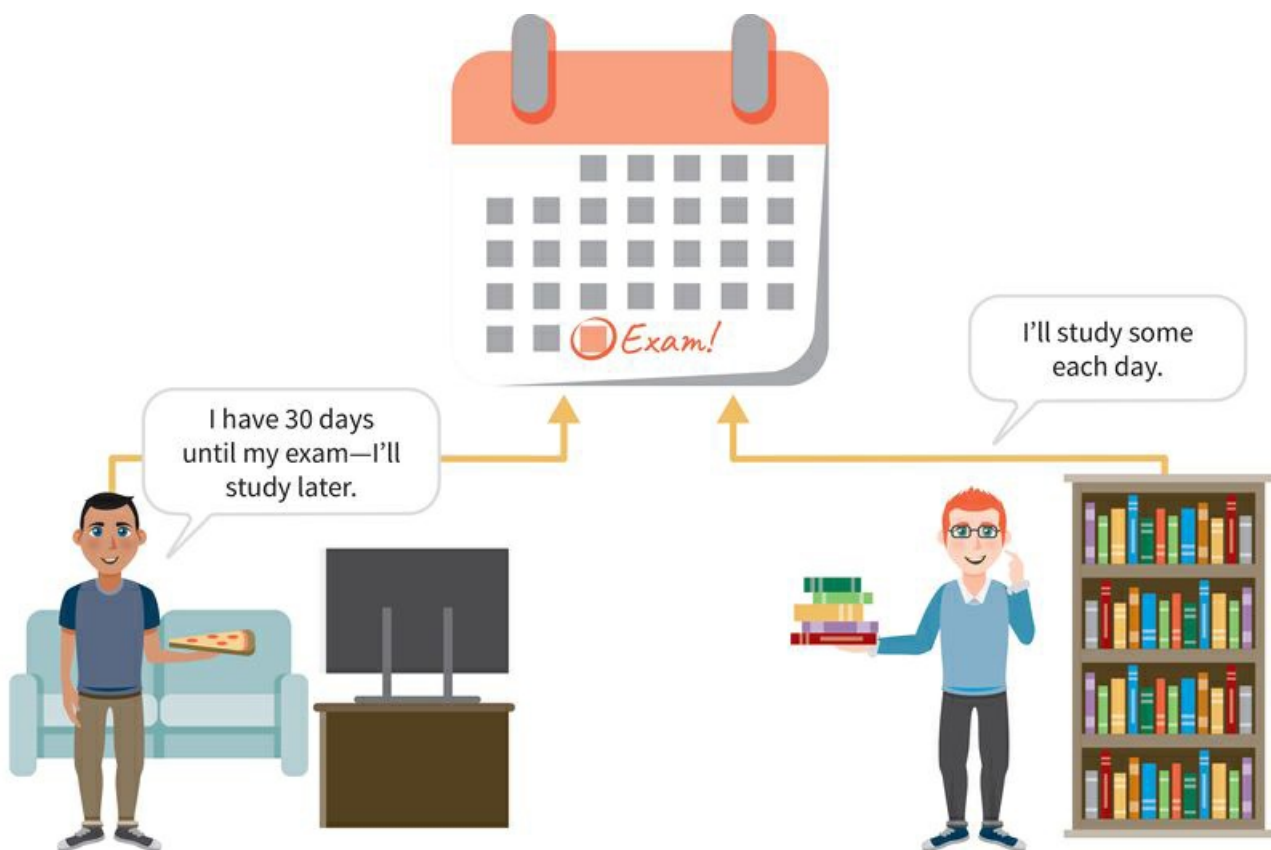 Exam!
I have 30 days
until my exam—I'll
study later.
I'll study some
each day.